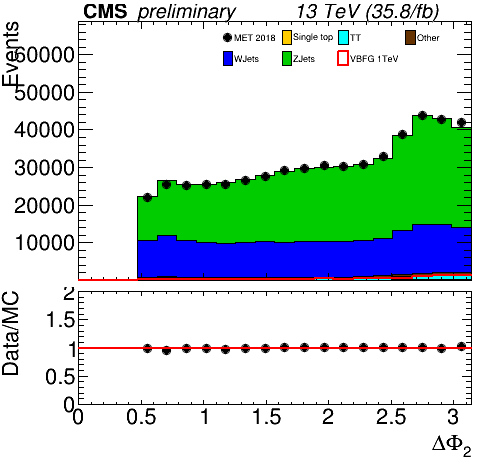 CMS preliminary 13 TeV (35.8/fb)
Events
60000
50000
40000
30000
20000
10000
MET 2018 Single top TT Other
WJets ZJets VBFG 1TeV
Data/MC
2
1.5
1
0.5
0
0 0.5 1 1.5 2 2.5 3
ΔΦ₂